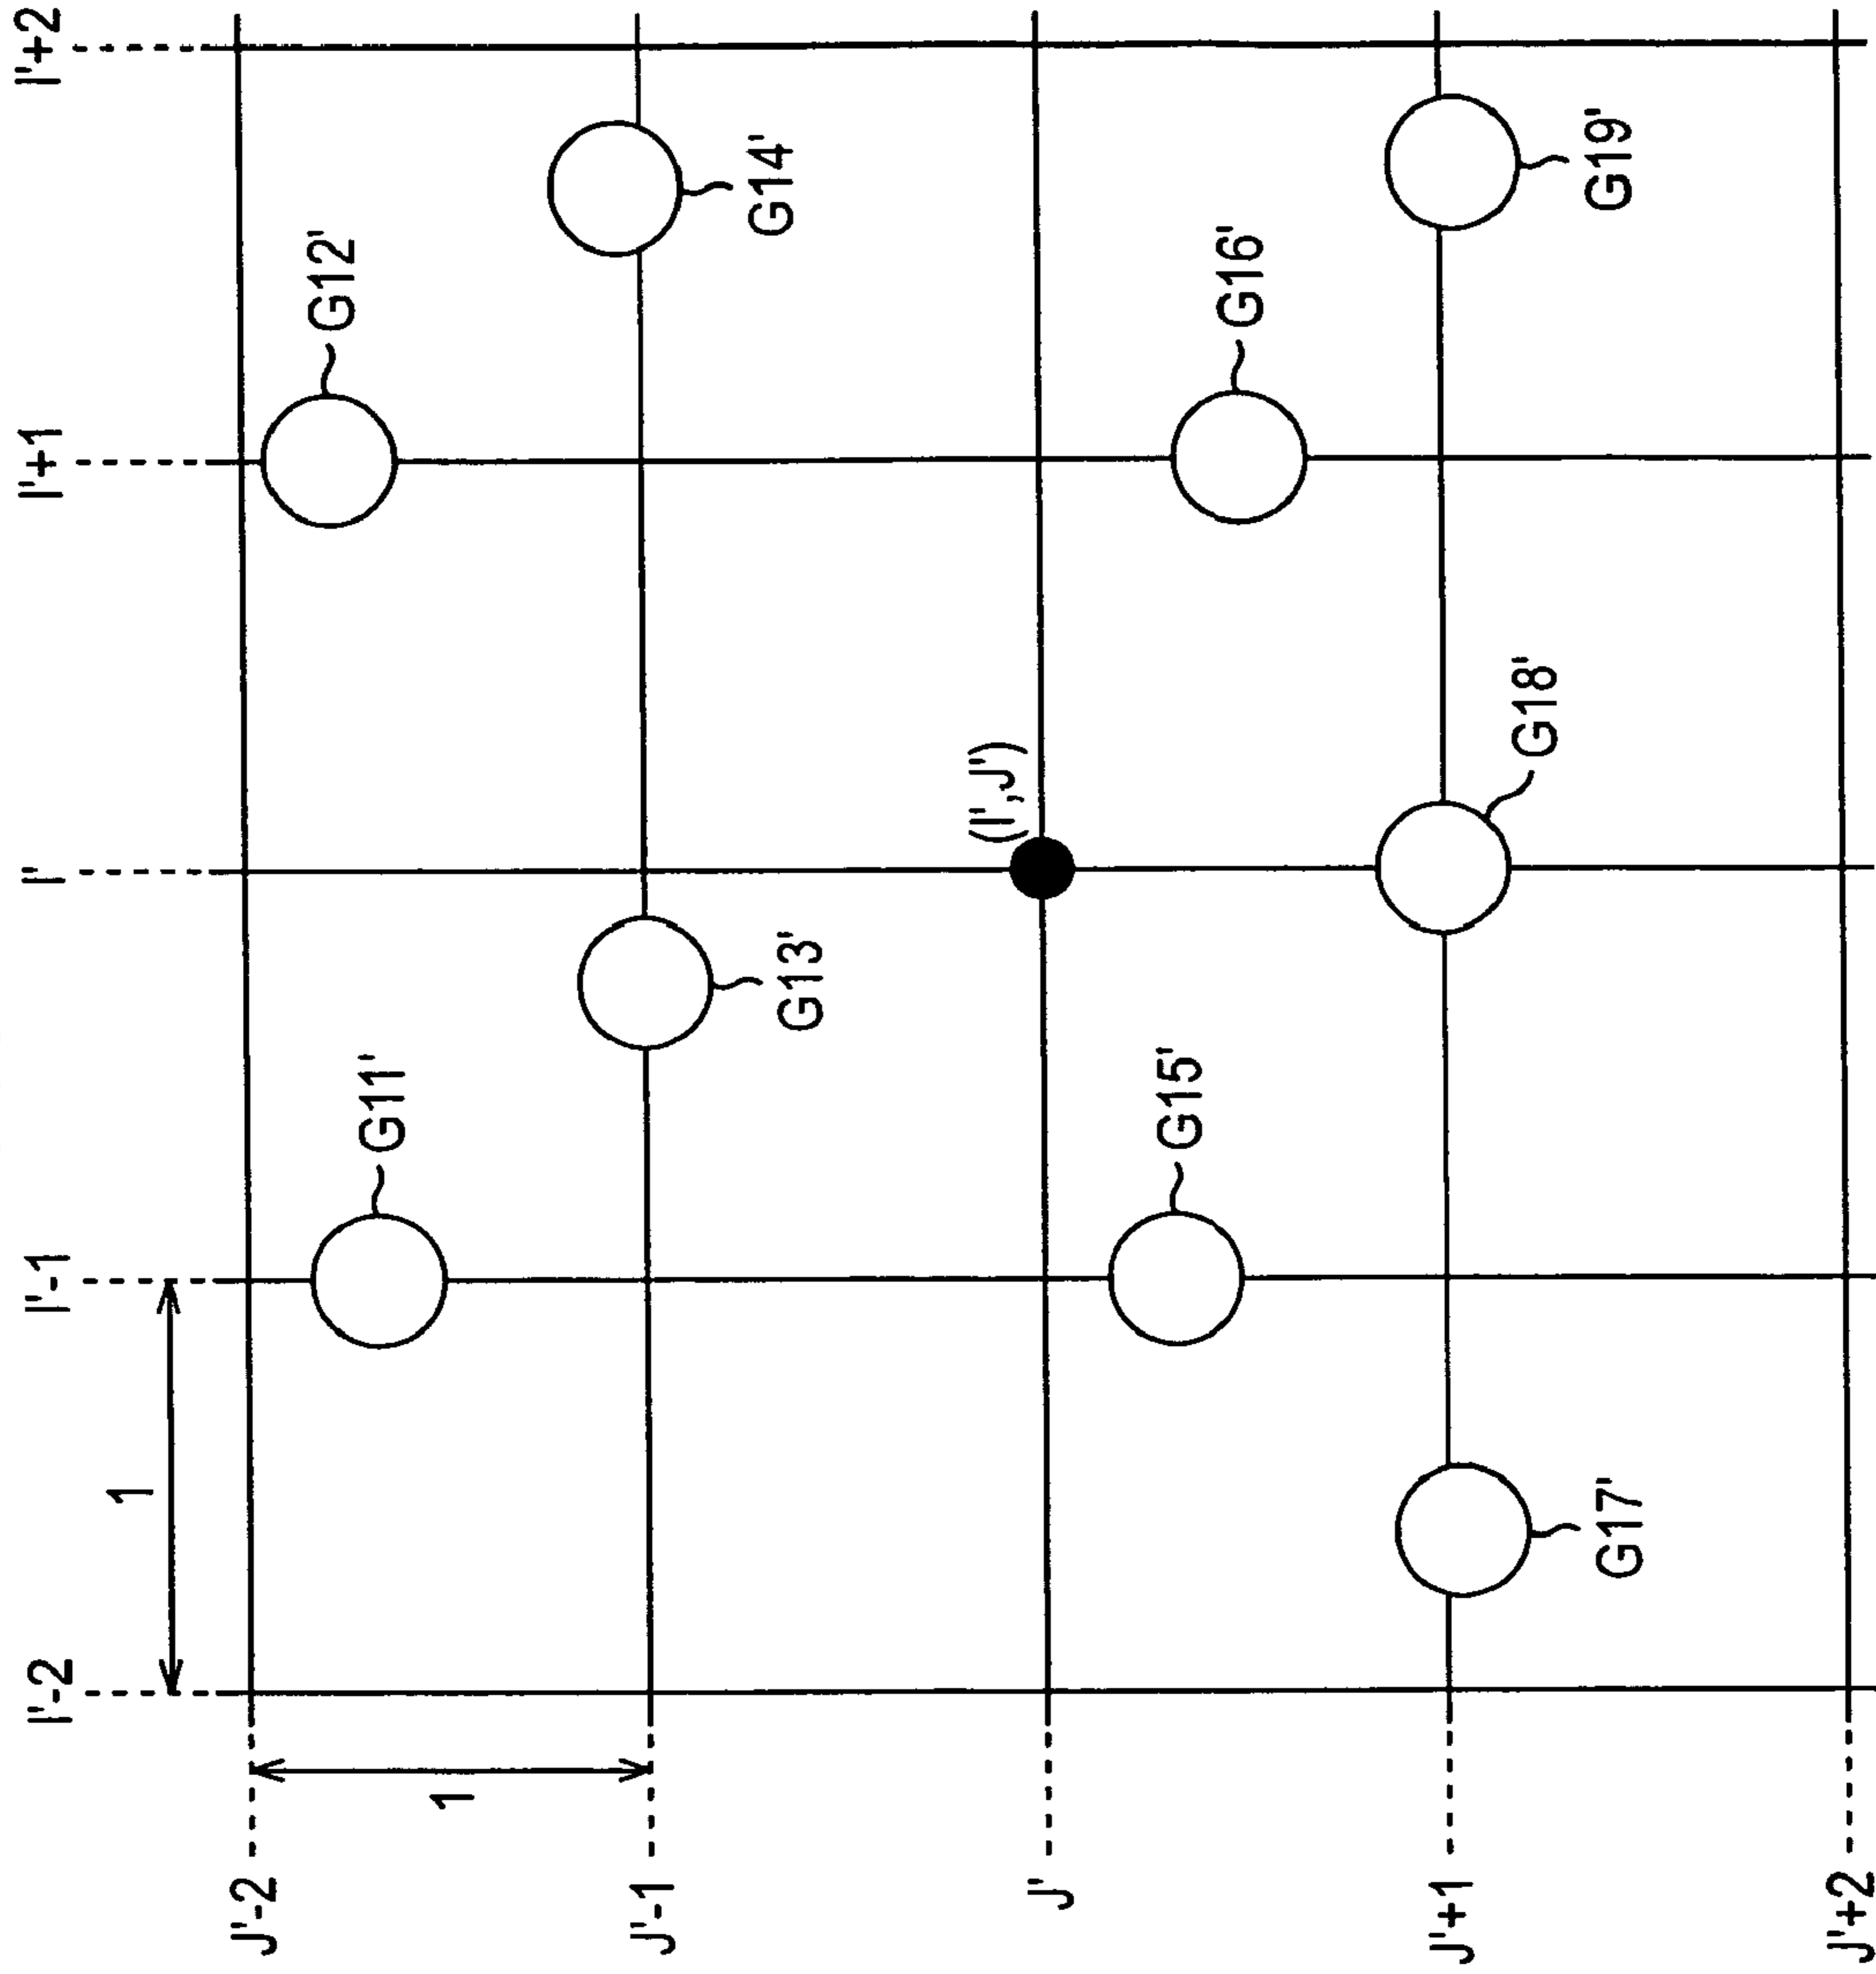 I'-2
I'-1
I'
I'+1
I'+2
1
J'-2
1
G11'
G12'
J'-1
G13'
G14'
J'
(I',J')
G15'
G16'
J'+1
G17'
G18'
G19'
J'+2